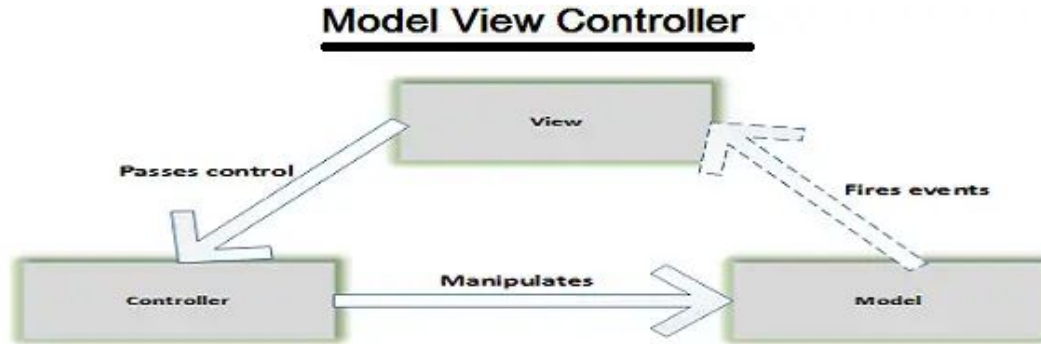 Model View Controller
View
Passes control
Fires events
Manipulates
Controller
Model